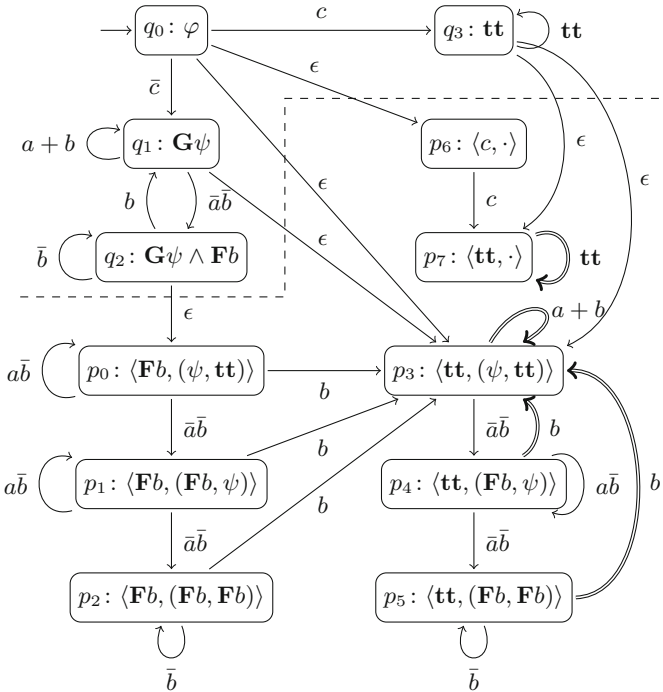 q₀: φ
c
q₃: tt
tt
c̄
ϵ
a + b
q₁: Gψ
p₆: ⟨c, ·⟩
ϵ
b
āb̄
ϵ
c
ϵ
b̄
q₂: Gψ ∧ Fb
ϵ
p₇: ⟨tt, ·⟩
tt
ϵ
a + b
ab̄
p₀: ⟨Fb, (ψ, tt)⟩
b
p₃: ⟨tt, (ψ, tt)⟩
āb̄
b
āb̄
b
ab̄
p₁: ⟨Fb, (Fb, ψ)⟩
p₄: ⟨tt, (Fb, ψ)⟩
ab̄
b
b
āb̄
āb̄
p₂: ⟨Fb, (Fb, Fb)⟩
p₅: ⟨tt, (Fb, Fb)⟩
b̄
b̄